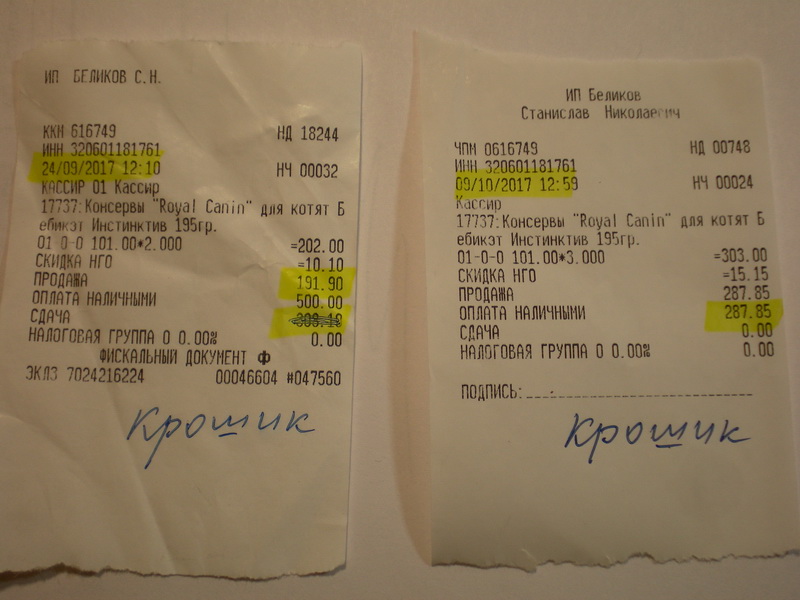 ИП БЕЛИКОВ С.Н.
ККН 616749 НД 18244
ИНН 320601181761
24/09/2017 12:10 НЧ 00032
КАССИР 01 Кассир
17737:Консервы "Royal Canin" для котят Б
ебикэт Инстинктив 195гр.
01 0-0 101.00*2.000 =202.00
СКИДКА НГО =10.10
ПРОДАЖА 191.90
ОПЛАТА НАЛИЧНЫМИ 500.00
СДАЧА
НАЛОГОВАЯ ГРУППА 0 0.00% 0.00
ФИСКАЛЬНЫЙ ДОКУМЕНТ Ф
ЭКЛЗ 7024216224 00046604 #047560
Крошик
ИП Беликов
Станислав Николаевич
ЧПМ 0616749 НД 00748
ИНН 320601181761
09/10/2017 12:59 НЧ 00024
Кассир
17737:Консервы "Royal Canin" для котят Б
ебикэт Инстинктив 195гр.
01-0-0 101.00*3.000 =303.00
СКИДКА НГО =15.15
ПРОДАЖА 287.85
ОПЛАТА НАЛИЧНЫМИ 287.85
СДАЧА 0.00
НАЛОГОВАЯ ГРУППА 0 0.00% 0.00
ПОДПИСЬ:
Крошик